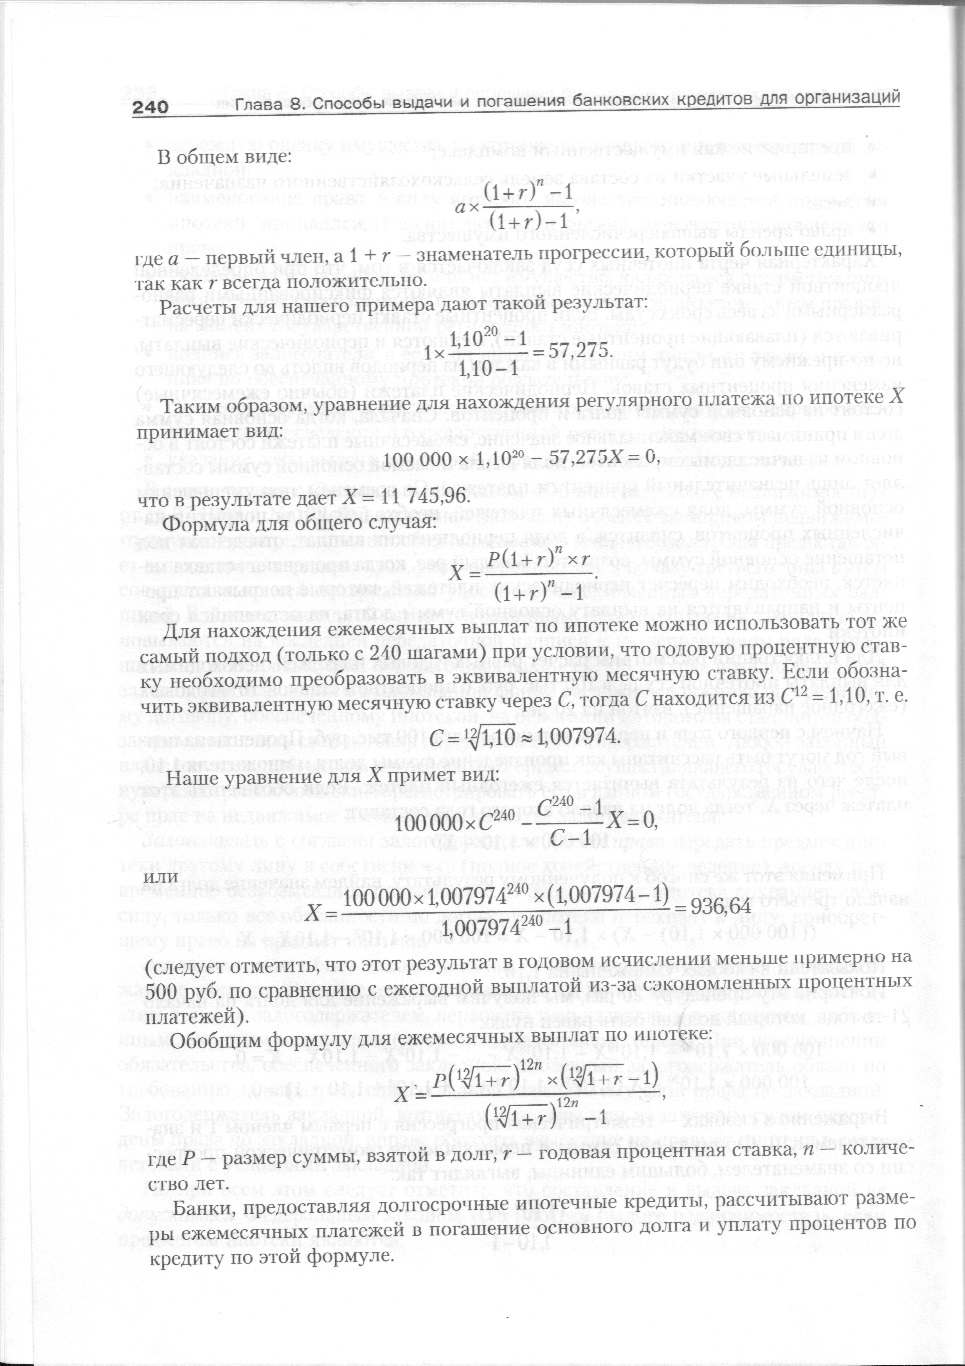 240 Глава 8. Способы выдачи и погашения банковских кредитов для организаций
В общем виде:
a×((1+r)^n −1)/((1+r)−1),
где a — первый член, а 1 + r — знаменатель прогрессии, который больше единицы,
так как r всегда положительно.
Расчеты для нашего примера дают такой результат:
1×(1,10^20 −1)/(1,10−1) = 57,275.
Таким образом, уравнение для нахождения регулярного платежа по ипотеке X
принимает вид:
100 000 × 1,10^20 − 57,275X = 0,
что в результате дает X = 11 745,96.
Формула для общего случая:
X = (P(1+r)^n ×r)/((1+r)^n −1).
Для нахождения ежемесячных выплат по ипотеке можно использовать тот же
самый подход (только с 240 шагами) при условии, что годовую процентную став-
ку необходимо преобразовать в эквивалентную месячную ставку. Если обозна-
чить эквивалентную месячную ставку через C, тогда C находится из C^12 = 1,10, т. е.
C = ¹²√1,10 ≈ 1,007974.
Наше уравнение для X примет вид:
100 000×C^240 − (C^240 −1)/(C−1) X = 0,
или
X = (100 000×1,007974^240 ×(1,007974−1))/(1,007974^240 −1) = 936,64
(следует отметить, что этот результат в годовом исчислении меньше примерно на
500 руб. по сравнению с ежегодной выплатой из-за сэкономленных процентных
платежей).
Обобщим формулу для ежемесячных выплат по ипотеке:
X = (P(¹²√1+r)^12n ×(¹²√1+r −1))/((¹²√1+r)^12n −1),
где P — размер суммы, взятой в долг, r — годовая процентная ставка, n — количе-
ство лет.
Банки, предоставляя долгосрочные ипотечные кредиты, рассчитывают разме-
ры ежемесячных платежей в погашение основного долга и уплату процентов по
кредиту по этой формуле.